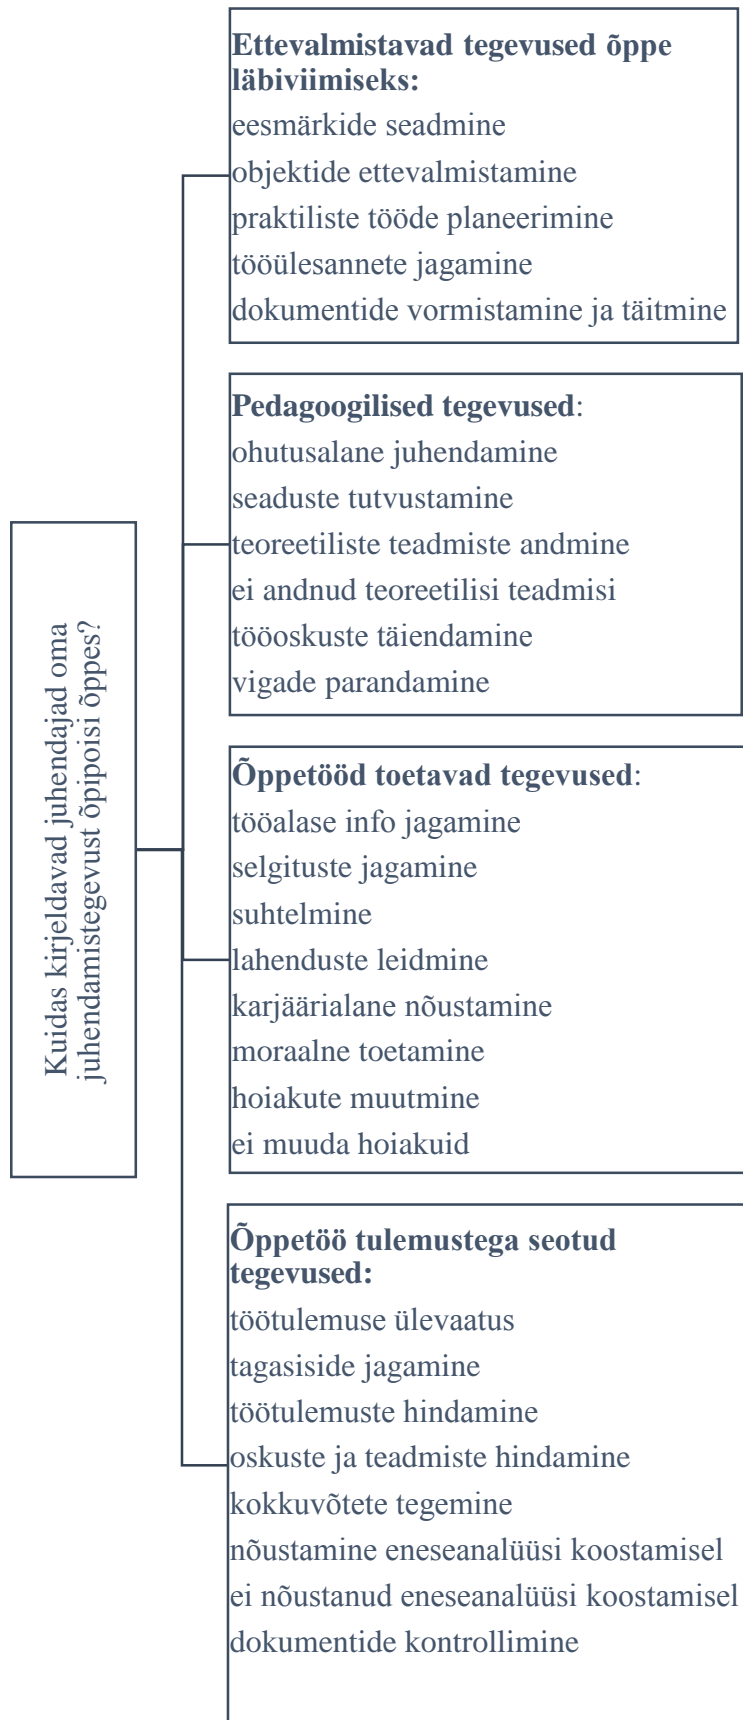 Kuidas kirjeldavad juhendajad oma
juhendamistegevust õpipoisi õppes?
Ettevalmistavad tegevused õppe
läbiviimiseks:
eesmärkide seadmine
objektide ettevalmistamine
praktiliste tööde planeerimine
tööülesannete jagamine
dokumentide vormistamine ja täitmine
Pedagoogilised tegevused:
ohutusalane juhendamine
seaduste tutvustamine
teoreetiliste teadmiste andmine
ei andnud teoreetilisi teadmisi
tööoskuste täiendamine
vigade parandamine
Õppetööd toetavad tegevused:
tööalase info jagamine
selgituste jagamine
suhtelmine
lahenduste leidmine
karjäärialane nõustamine
moraalne toetamine
hoiakute muutmine
ei muuda hoiakuid
Õppetöö tulemustega seotud
tegevused:
töötulemuse ülevaatus
tagasiside jagamine
töötulemuste hindamine
oskuste ja teadmiste hindamine
kokkuvõtete tegemine
nõustamine eneseanalüüsi koostamisel
ei nõustanud eneseanalüüsi koostamisel
dokumentide kontrollimine